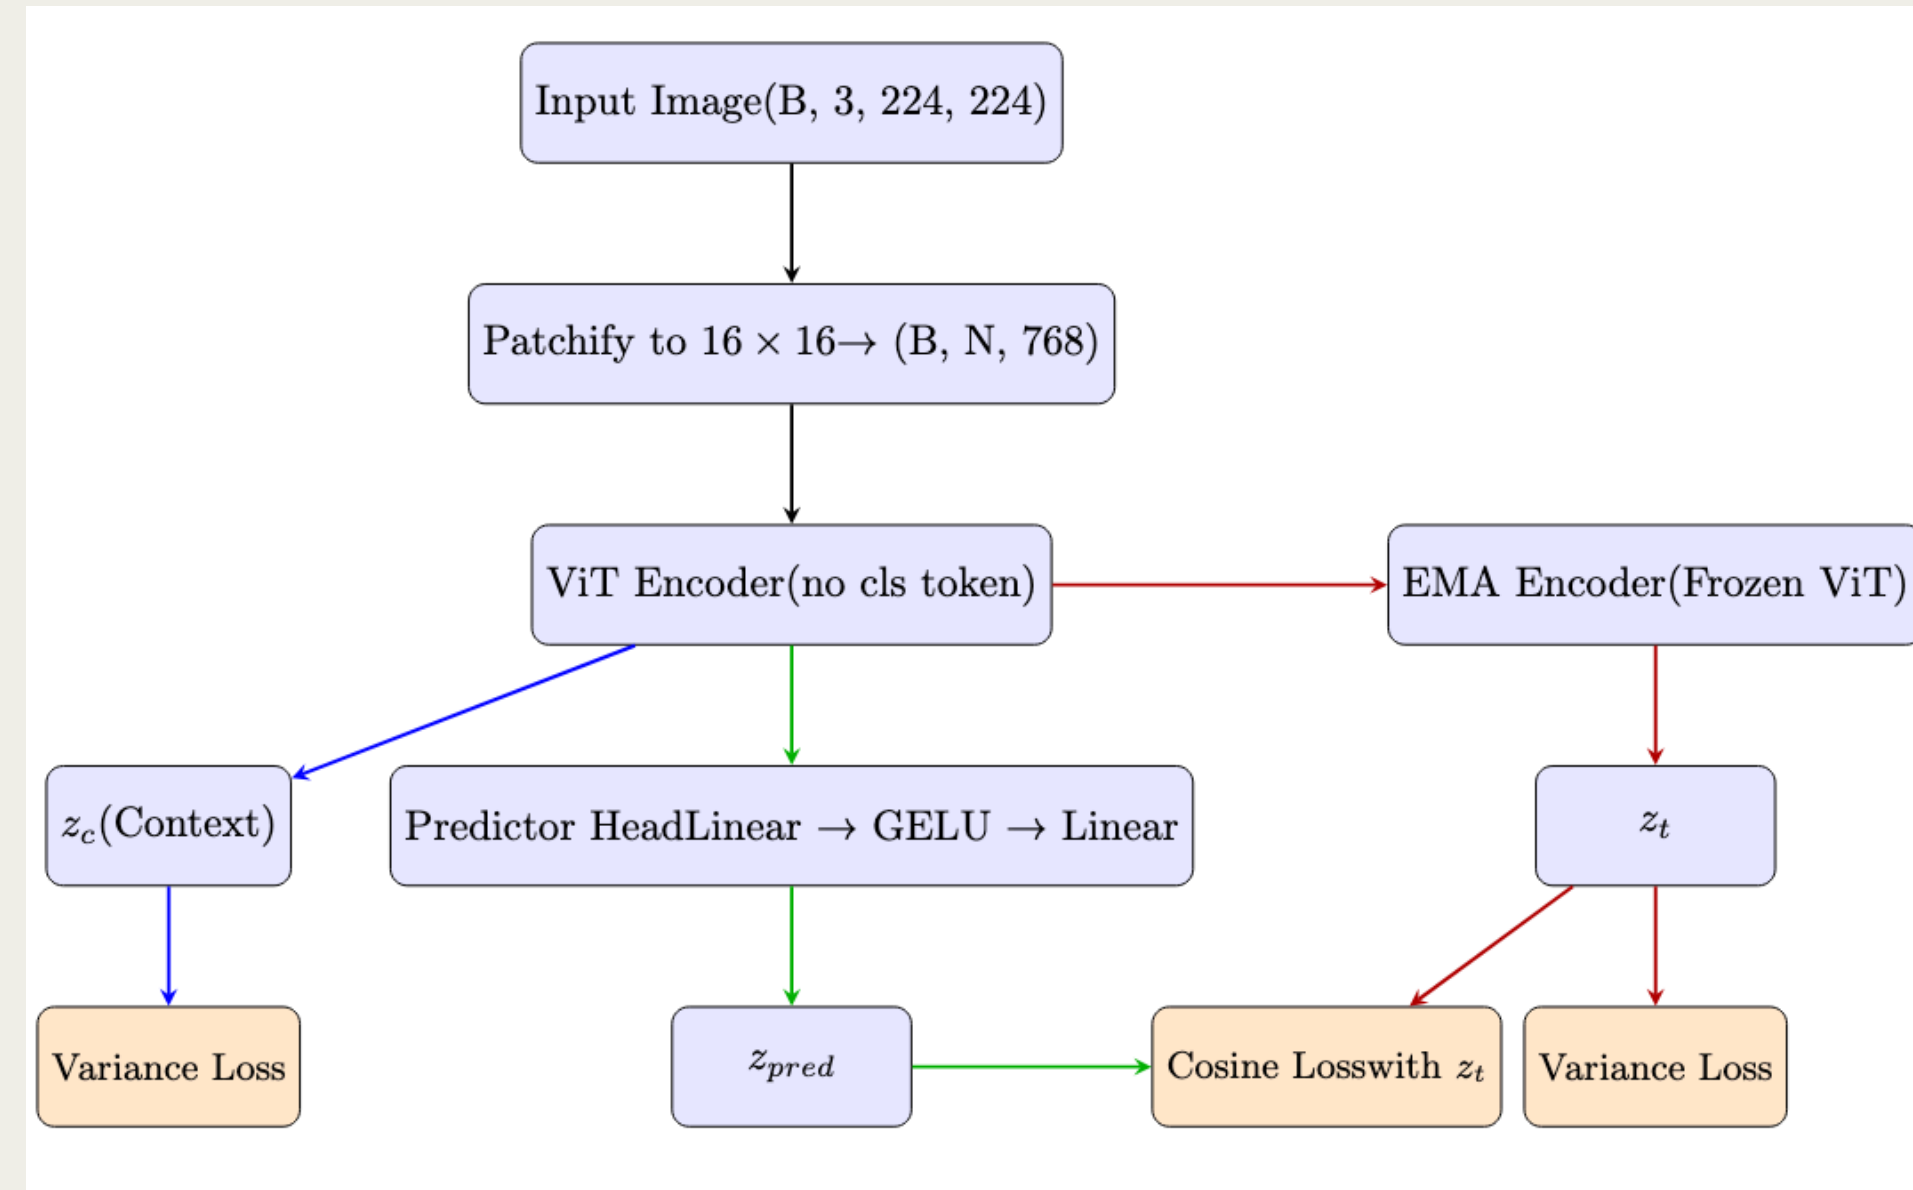 Input Image(B, 3, 224, 224)
Patchify to 16 × 16→ (B, N, 768)
ViT Encoder(no cls token)
EMA Encoder(Frozen ViT)
z_c(Context)
Predictor HeadLinear → GELU → Linear
z_t
Variance Loss
z_pred
Cosine Losswith z_t
Variance Loss